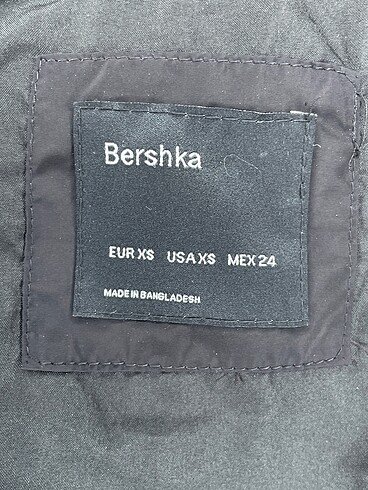 Bershka
EUR XS USA XS MEX 24
MADE IN BANGLADESH